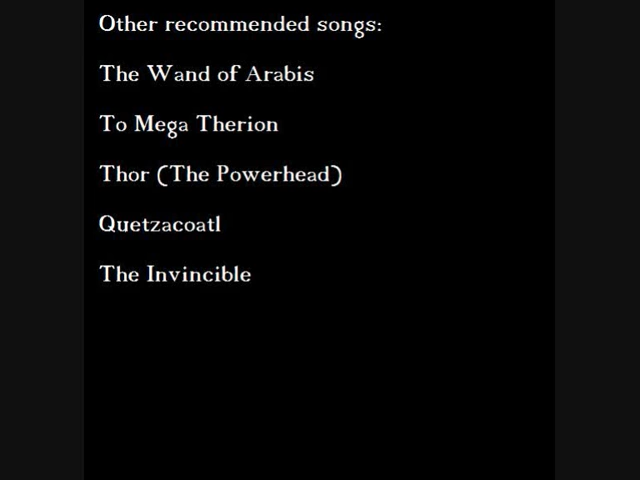 Other recommended songs:
The Wand of Arabis
To Mega Therion
Thor (The Powerhead)
Quetzacoatl
The Invincible